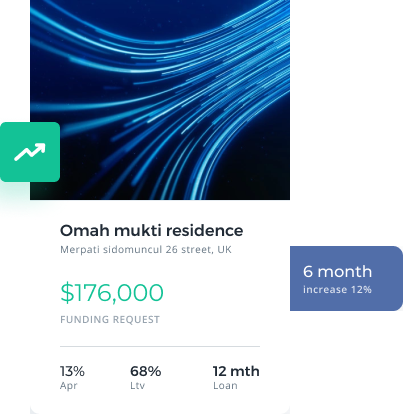 Omah mukti residence
Merpati sidomuncul 26 street, UK
$176,000
FUNDING REQUEST
6 month
increase 12%
13% 68% 12 mth
Apr Ltv Loan